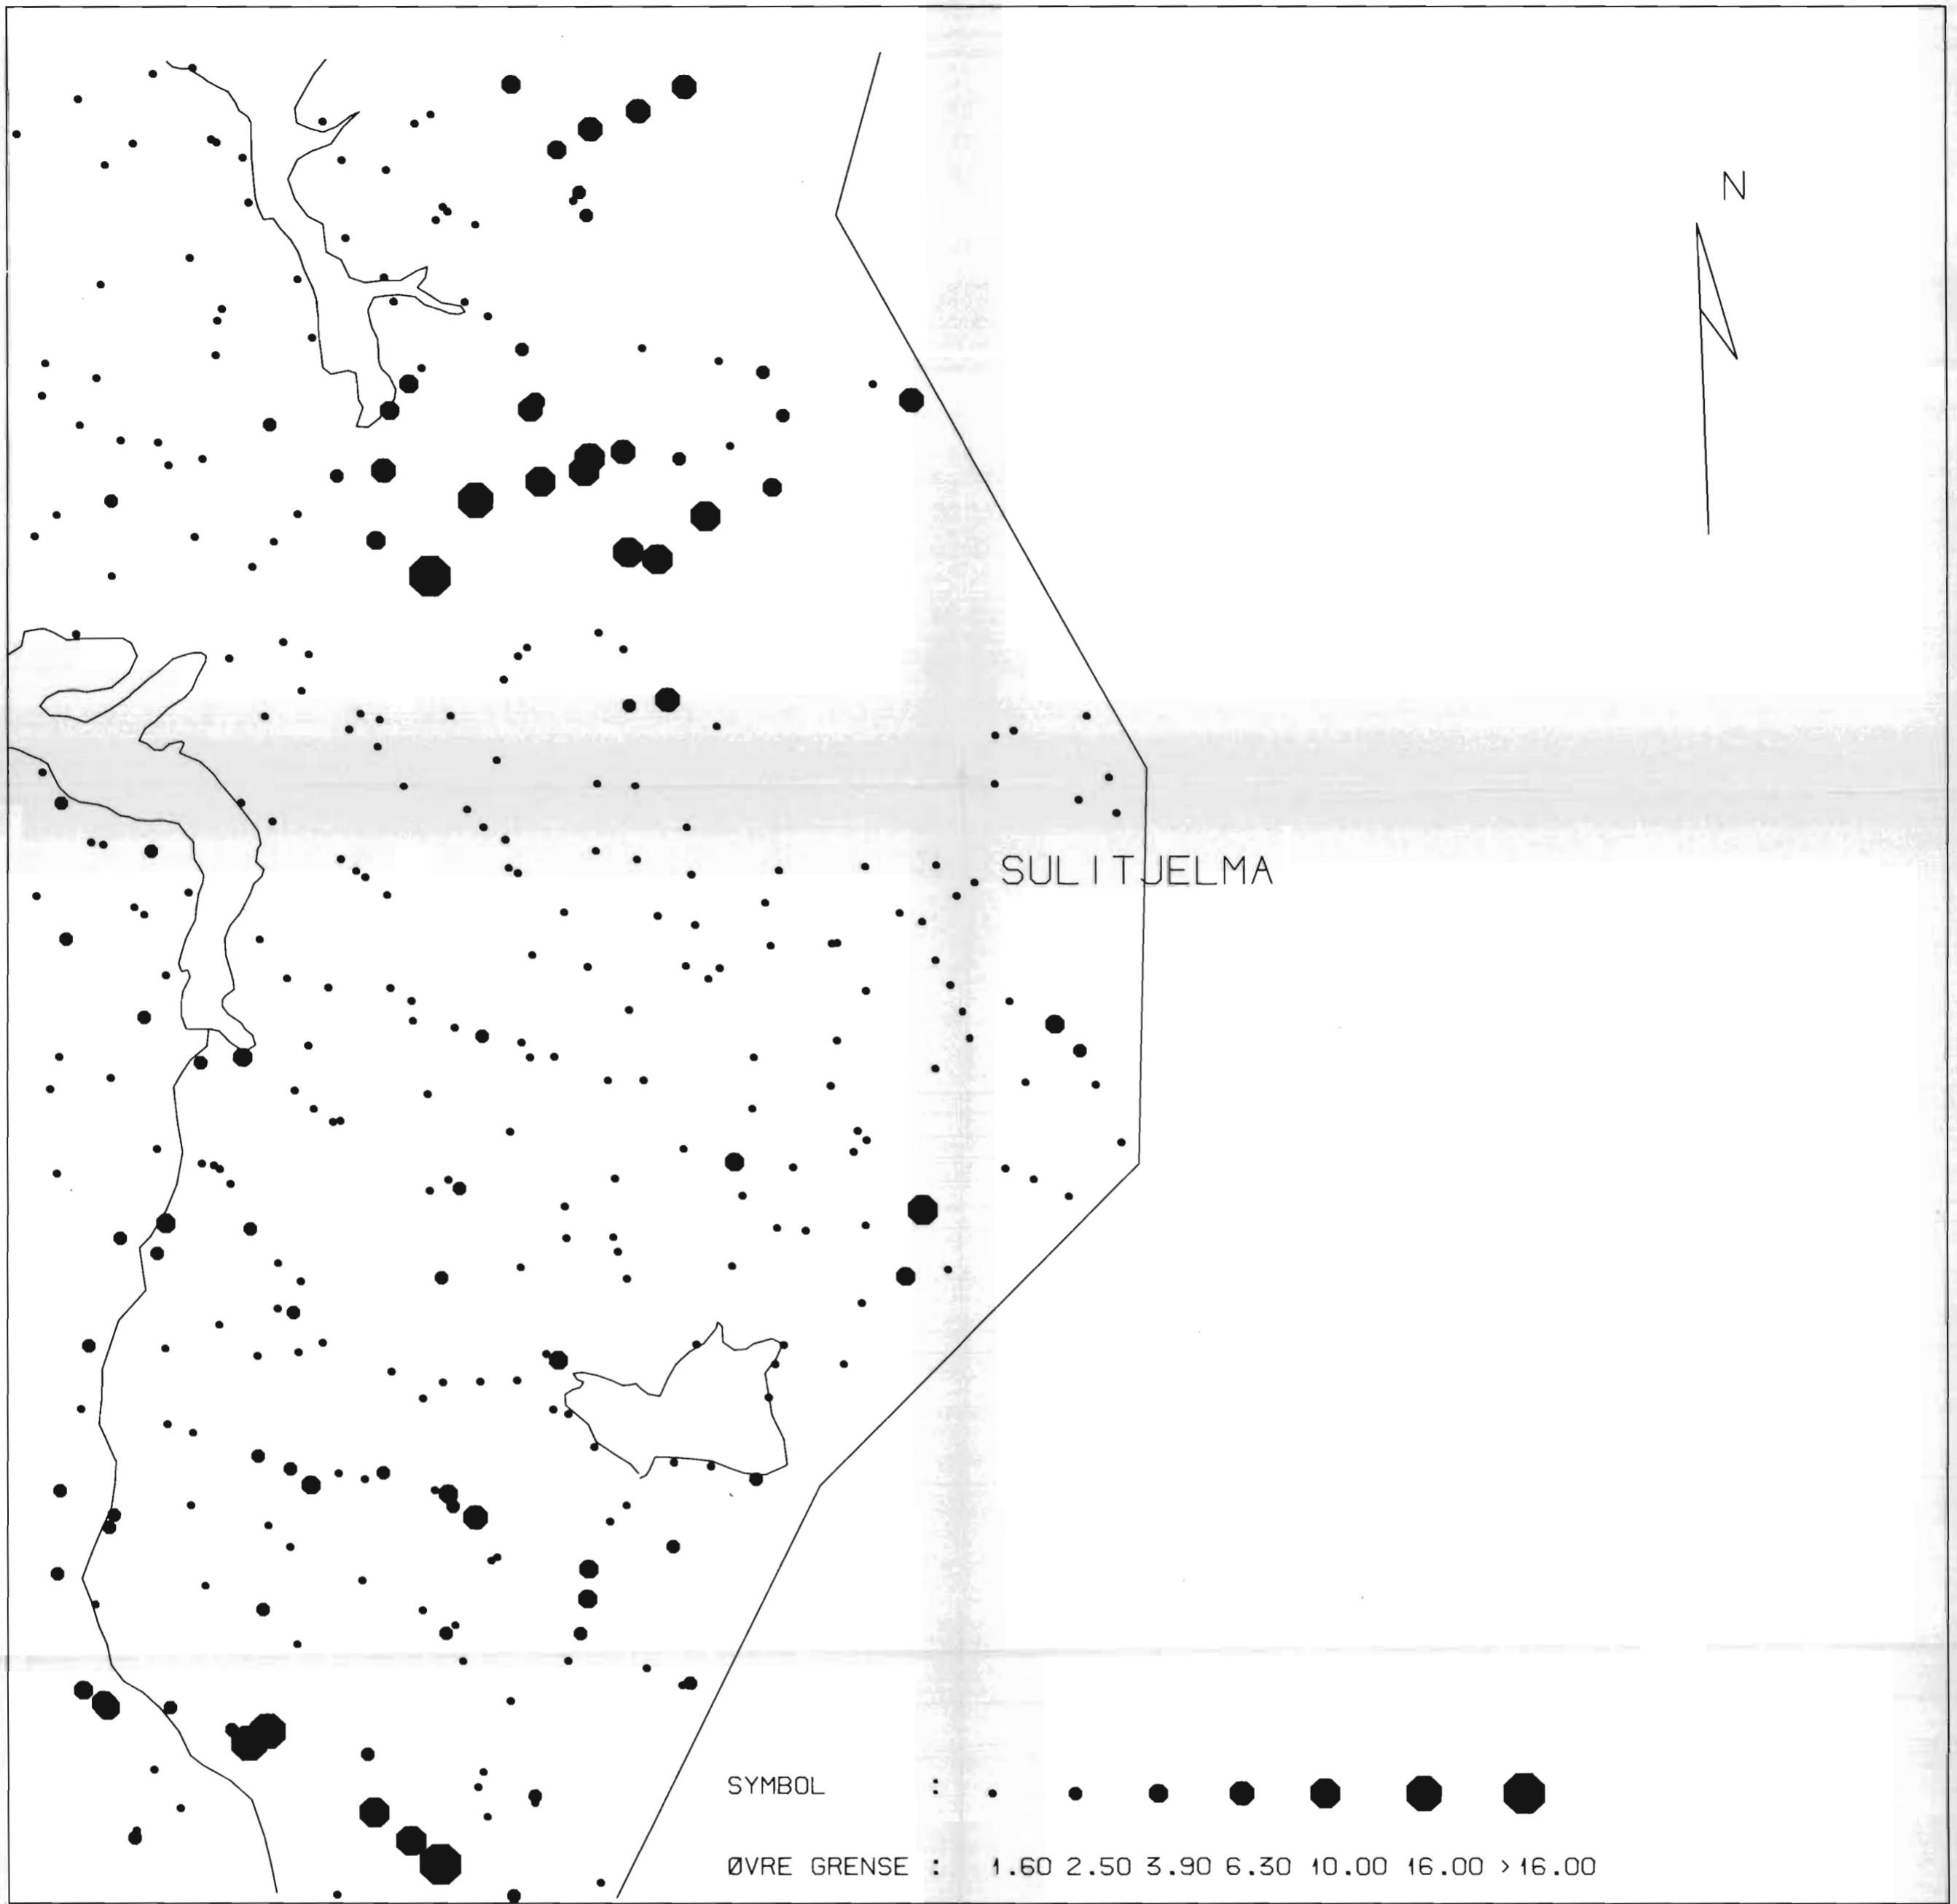 N
SULITJELMA
SYMBOL :
ØVRE GRENSE : 1.60 2.50 3.90 6.30 10.00 16.00 >16.00